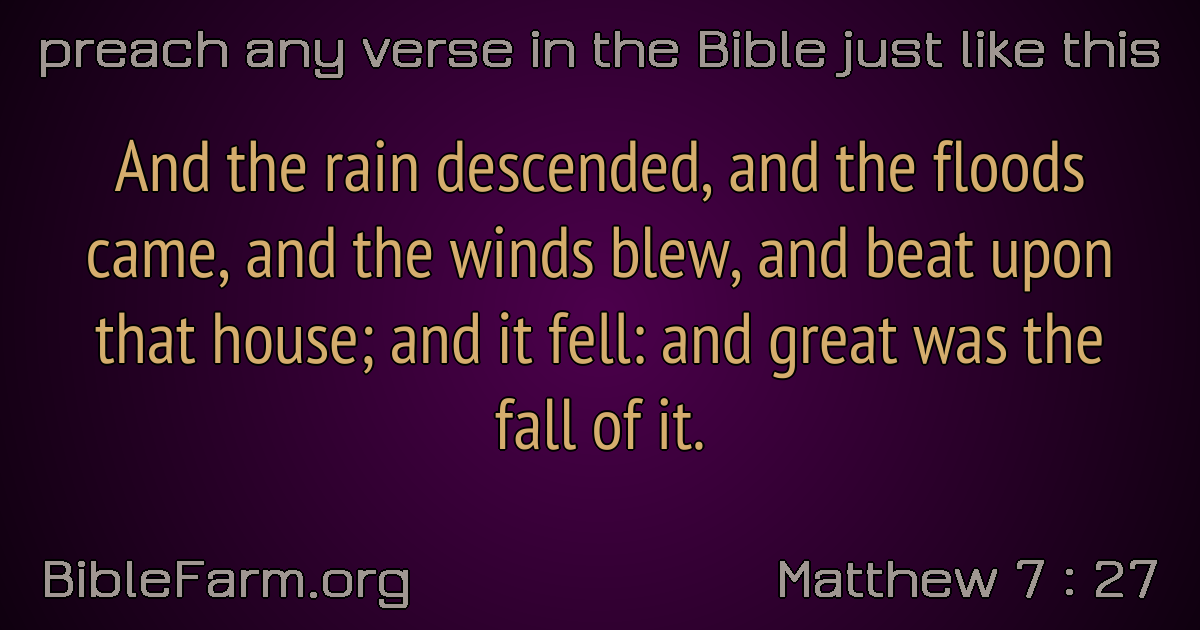 preach any verse in the Bible just like this
And the rain descended, and the floods
came, and the winds blew, and beat upon
that house; and it fell: and great was the
fall of it.
BibleFarm.org
Matthew 7 : 27